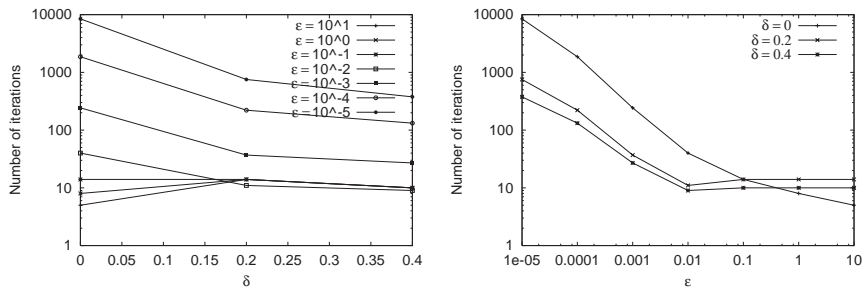 10000
1000
100
10
1
Number of iterations
0
0.05
0.1
0.15
0.2
0.25
0.3
0.35
0.4
δ
ε = 10^1
ε = 10^0
ε = 10^-1
ε = 10^-2
ε = 10^-3
ε = 10^-4
ε = 10^-5
10000
1000
100
10
1
Number of iterations
1e-05
0.0001
0.001
0.01
0.1
1
10
ε
δ = 0
δ = 0.2
δ = 0.4